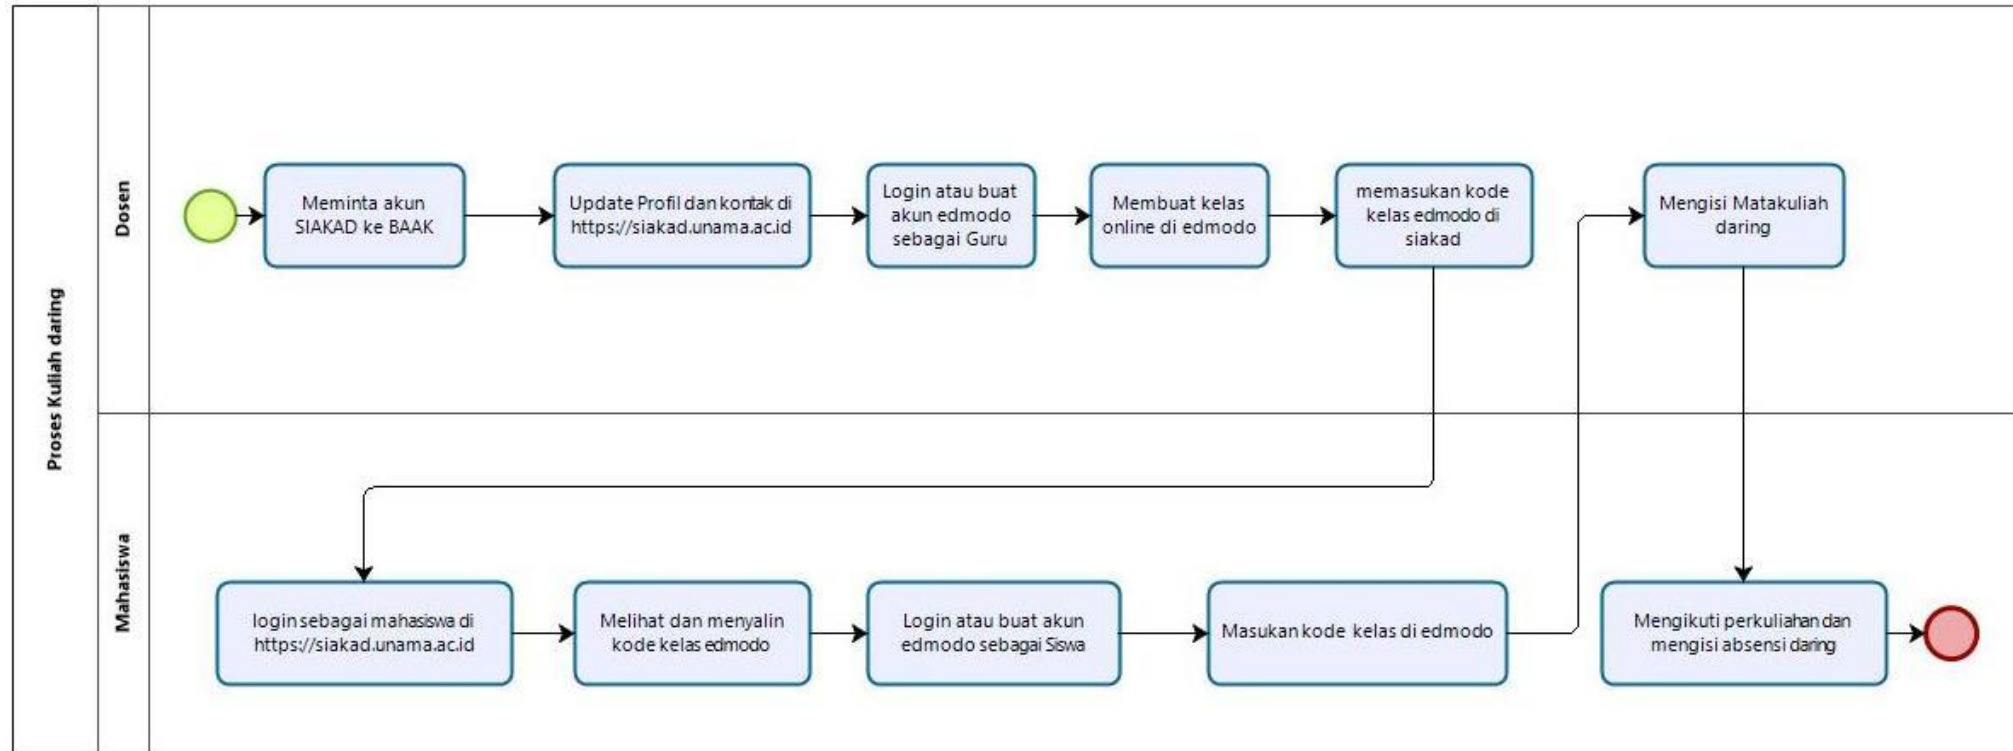 Proses Kuliah daring
Dosen
Meminta akun
SIAKAD ke BAAK
Update Profil dan kontak di
https://siakad.unama.ac.id
Login atau buat
akun edmodo
sebagai Guru
Membuat kelas
online di edmodo
memasukan kode
kelas edmodo di
siakad
Mengisi Matakuliah
daring
Mahasiswa
login sebagai mahasiswa di
https://siakad.unama.ac.id
Melihat dan menyalin
kode kelas edmodo
Login atau buat akun
edmodo sebagai Siswa
Masukan kode kelas di edmodo
Mengikuti perkuliahan dan
mengisi absensi daring